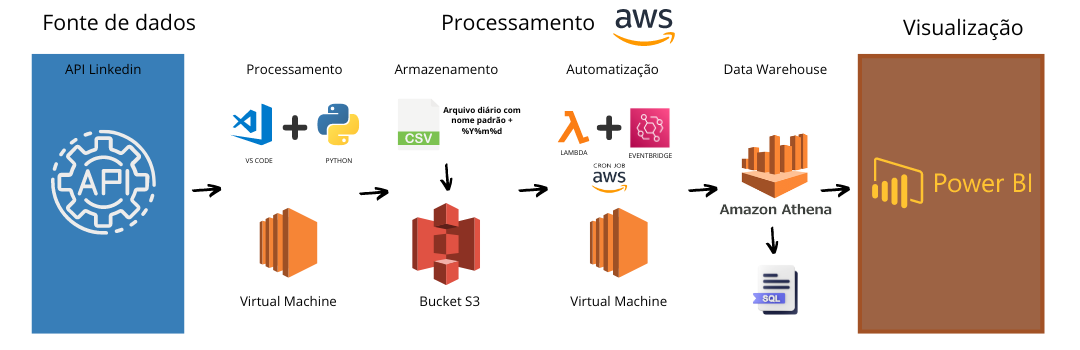 Fonte de dados
Processamento
aws
Visualização
API Linkedin
API
Processamento
VS CODE
PYTHON
Virtual Machine
Armazenamento
CSV
Arquivo diário com
nome padrão +
%Y%m%d
Bucket S3
Automatização
LAMBDA
EVENTBRIDGE
CRON JOB
aws
Virtual Machine
Data Warehouse
Amazon Athena
SQL
Power BI